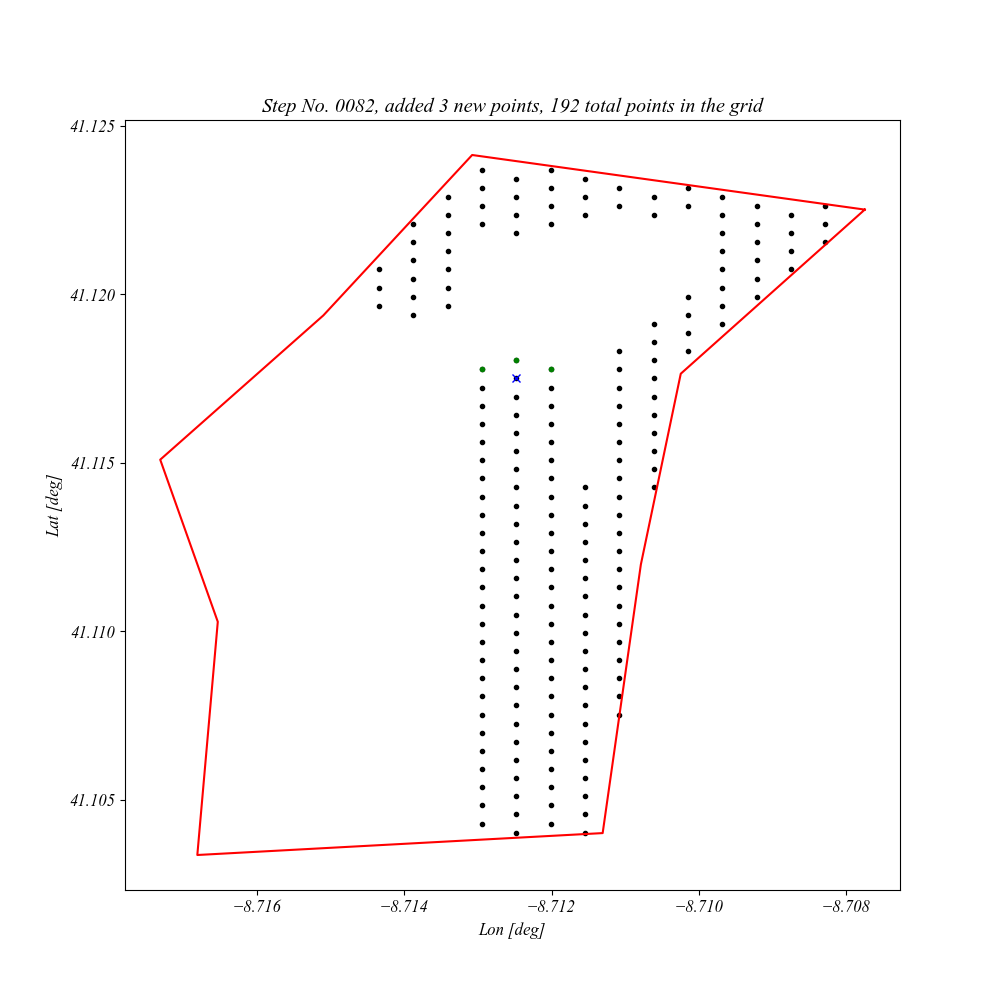 Step No. 0082, added 3 new points, 192 total points in the grid
41.125
41.120
41.115
41.110
41.105
Lat [deg]
−8.716 −8.714 −8.712 −8.710 −8.708
Lon [deg]